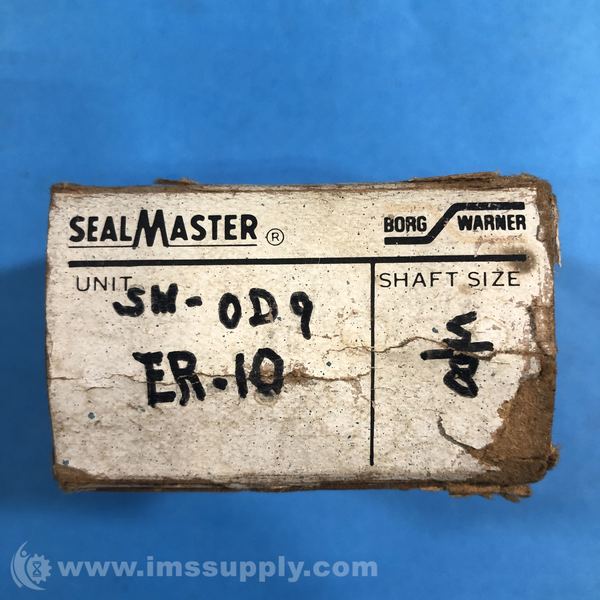 SEALMASTER ® BORG WARNER
UNIT SHAFT SIZE
SM-OD9
ER-10 5/8
www.imssupply.com